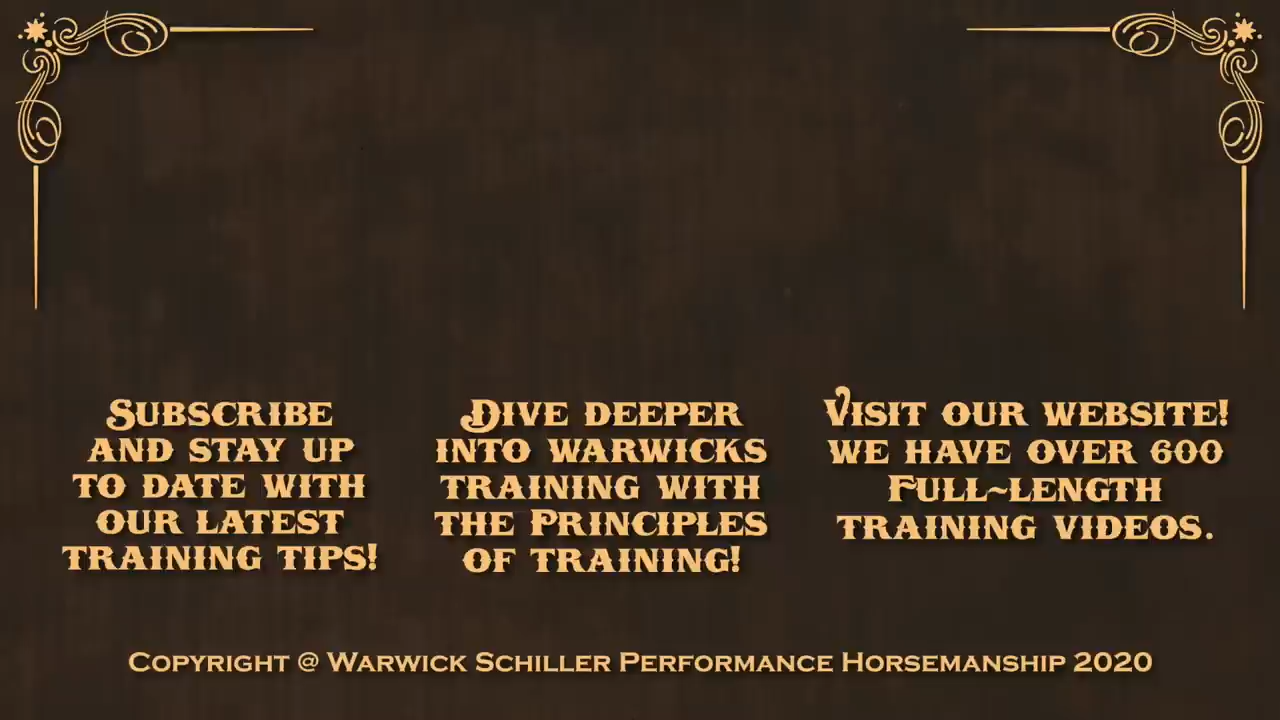 Subscribe
and stay up
to date with
our latest
training tips!
Dive deeper
into warwicks
training with
the Principles
of training!
Visit our website!
we have over 600
Full~length
training videos.
Copyright @ Warwick Schiller Performance Horsemanship 2020